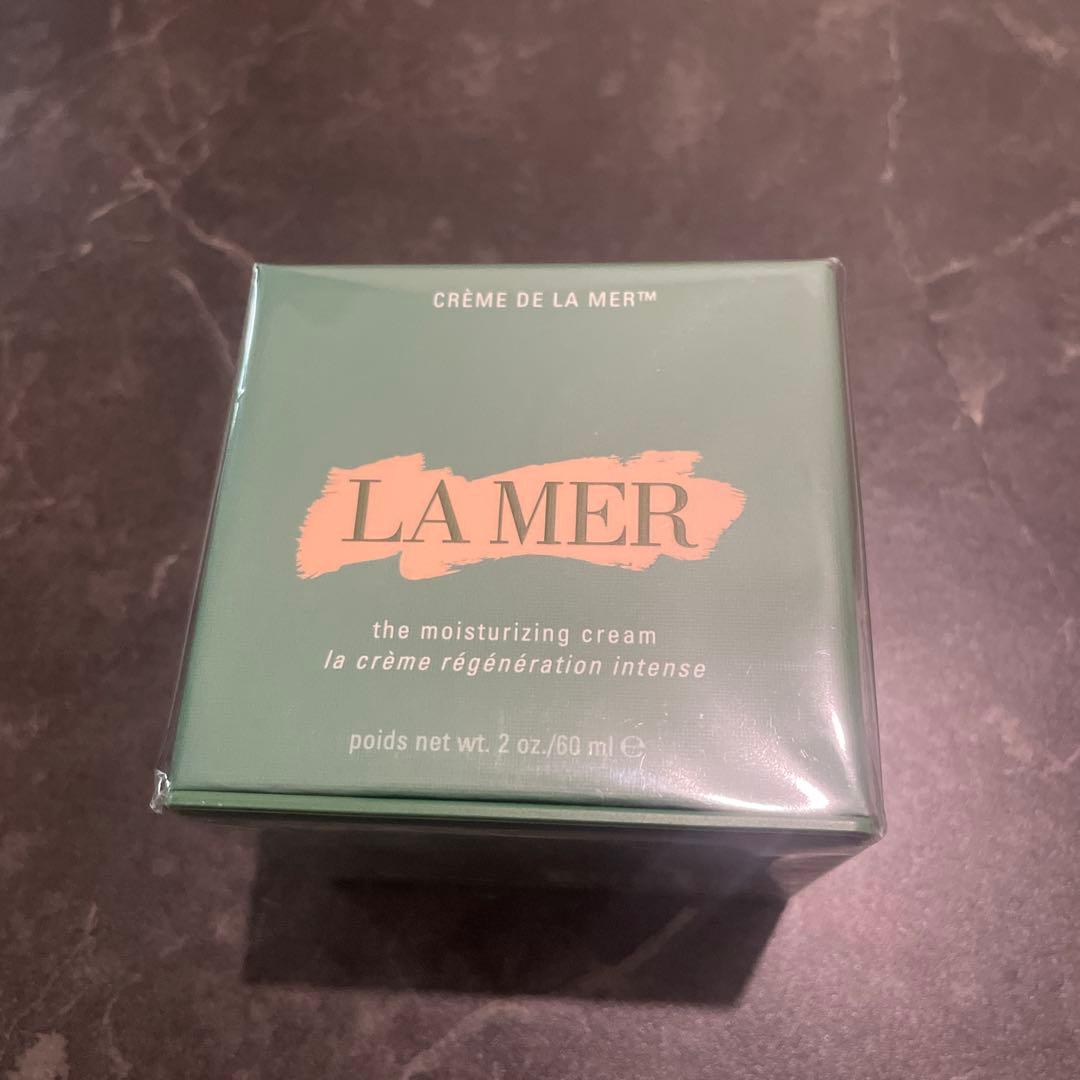 CRÈME DE LA MER™
LA MER
the moisturizing cream
la crème régénération intense
poids net wt. 2 oz./60 ml ℮